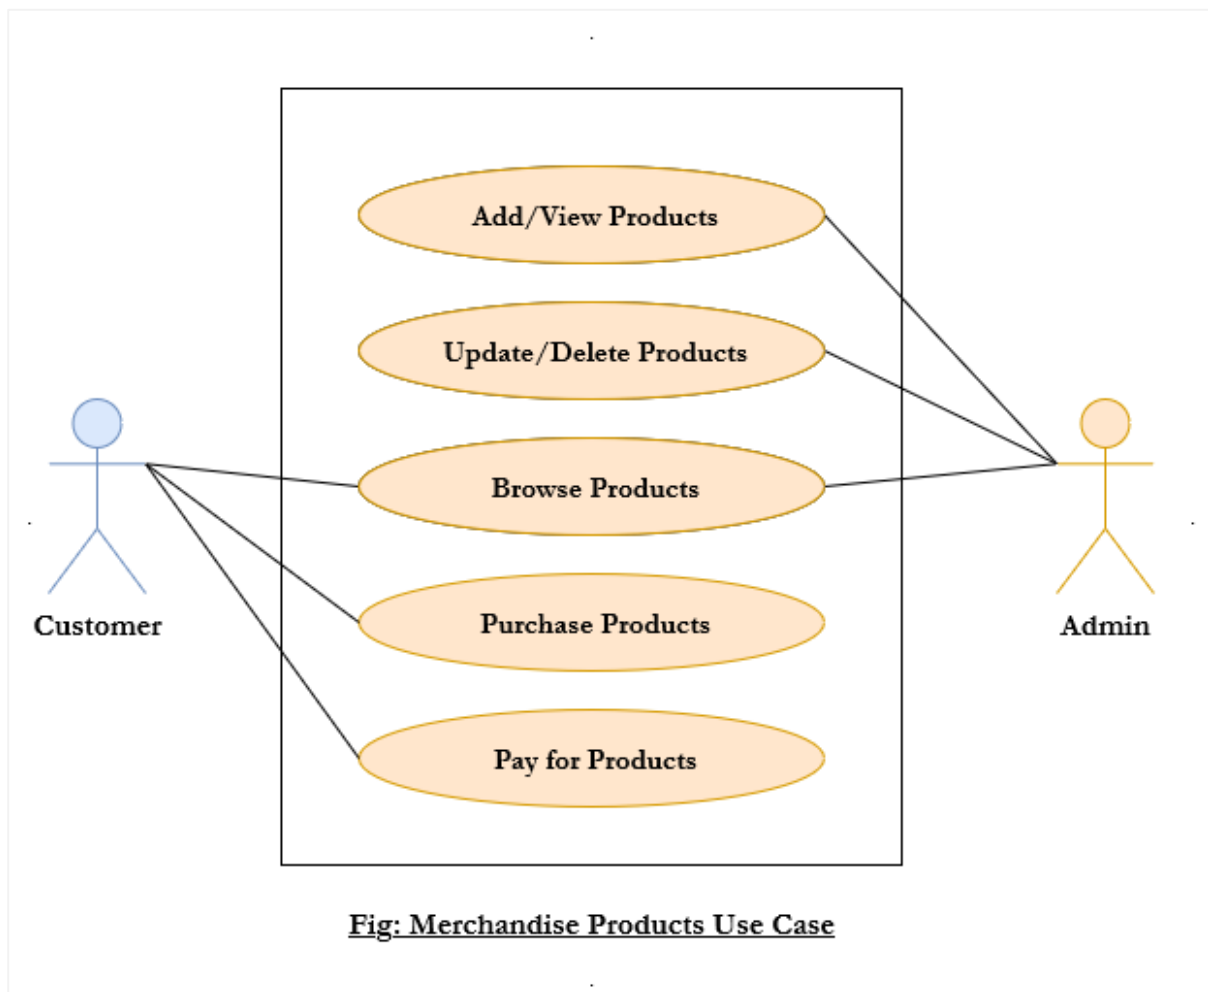 Add/View Products
Update/Delete Products
Browse Products
Purchase Products
Pay for Products
Customer
Admin
Fig: Merchandise Products Use Case